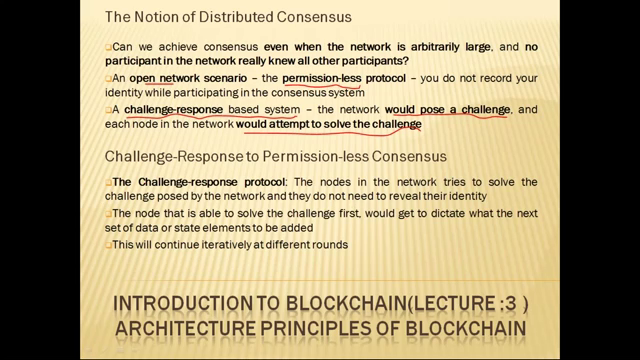 The Notion of Distributed Consensus
❑Can we achieve consensus even when the network is arbitrarily large, and no
participant in the network really knew all other participants?
❑An open network scenario – the permission-less protocol – you do not record your
identity while participating in the consensus system
❑A challenge-response based system – the network would pose a challenge, and
each node in the network would attempt to solve the challenge
Challenge-Response to Permission-less Consensus
❑The Challenge-response protocol: The nodes in the network tries to solve the
challenge posed by the network and they do not need to reveal their identity
❑The node that is able to solve the challenge first, would get to dictate what the next
set of data or state elements to be added
❑This will continue iteratively at different rounds
INTRODUCTION TO BLOCKCHAIN(LECTURE :3 )
ARCHITECTURE PRINCIPLES OF BLOCKCHAIN